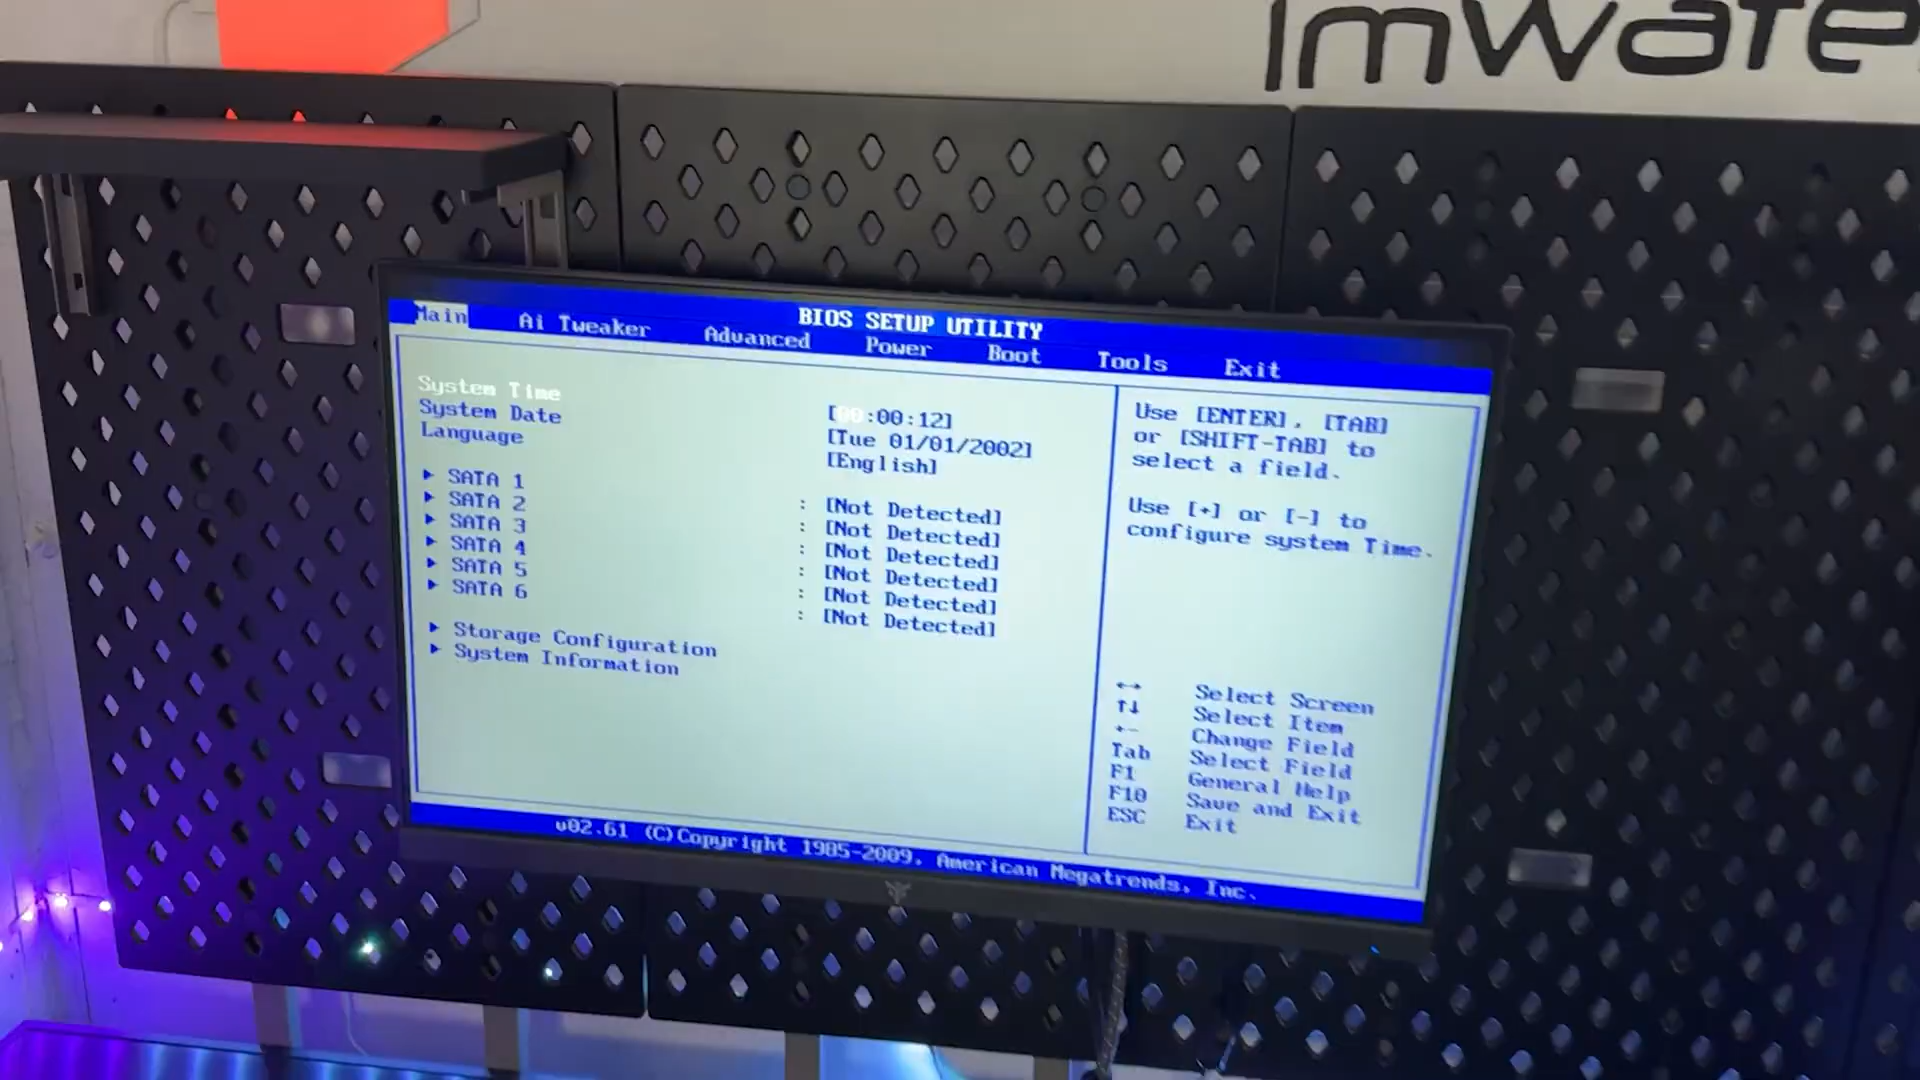 BIOS SETUP UTILITY
Main Ai Tweaker Advanced Power Boot Tools Exit
System Time [00:00:12]
System Date [Tue 01/01/2002]
Language [English]
SATA 1 : [Not Detected]
SATA 2 : [Not Detected]
SATA 3 : [Not Detected]
SATA 4 : [Not Detected]
SATA 5 : [Not Detected]
SATA 6 : [Not Detected]
Storage Configuration
System Information
Use [ENTER], [TAB]
or [SHIFT-TAB] to
select a field.
Use [+] or [-] to
configure system Time.
↔ Select Screen
↑↓ Select Item
+- Change Field
Tab Select Field
F1 General Help
F10 Save and Exit
ESC Exit
v02.61 (C)Copyright 1985-2009, American Megatrends, Inc.